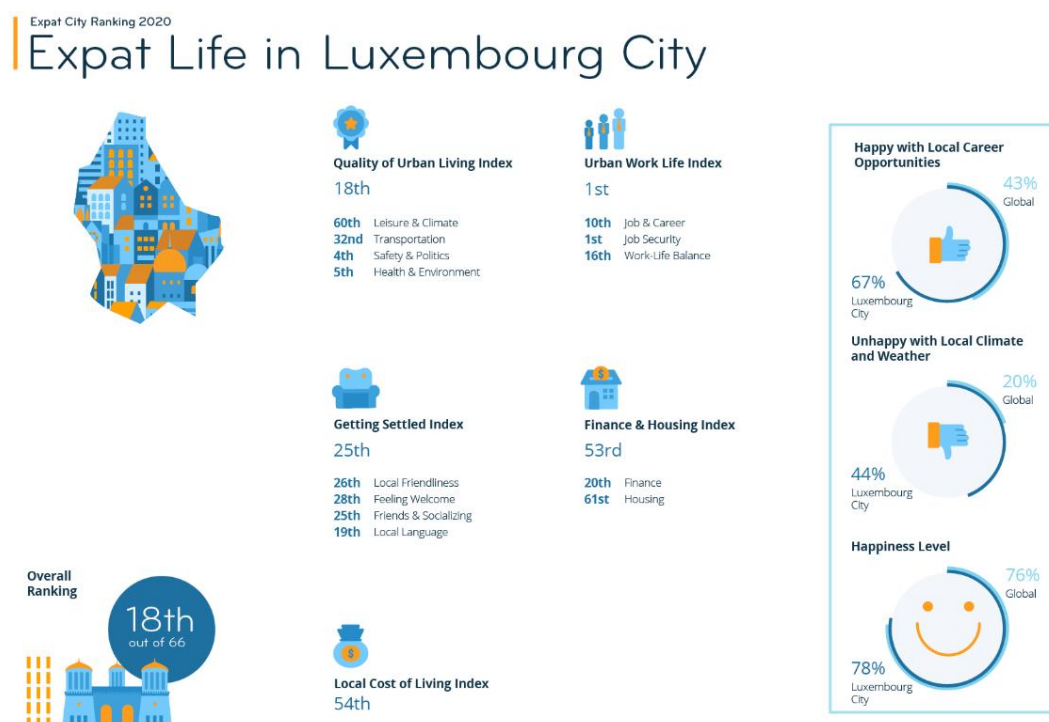 Expat City Ranking 2020
Expat Life in Luxembourg City
Quality of Urban Living Index
18th
60th Leisure & Climate
32nd Transportation
4th Safety & Politics
5th Health & Environment
Urban Work Life Index
1st
10th Job & Career
1st Job Security
16th Work-Life Balance
Getting Settled Index
25th
26th Local Friendliness
28th Feeling Welcome
25th Friends & Socializing
19th Local Language
Finance & Housing Index
53rd
20th Finance
61st Housing
Overall
Ranking
18th
out of 66
Local Cost of Living Index
54th
Happy with Local Career
Opportunities
43%
Global
67%
Luxembourg
City
Unhappy with Local Climate
and Weather
20%
Global
44%
Luxembourg
City
Happiness Level
76%
Global
78%
Luxembourg
City